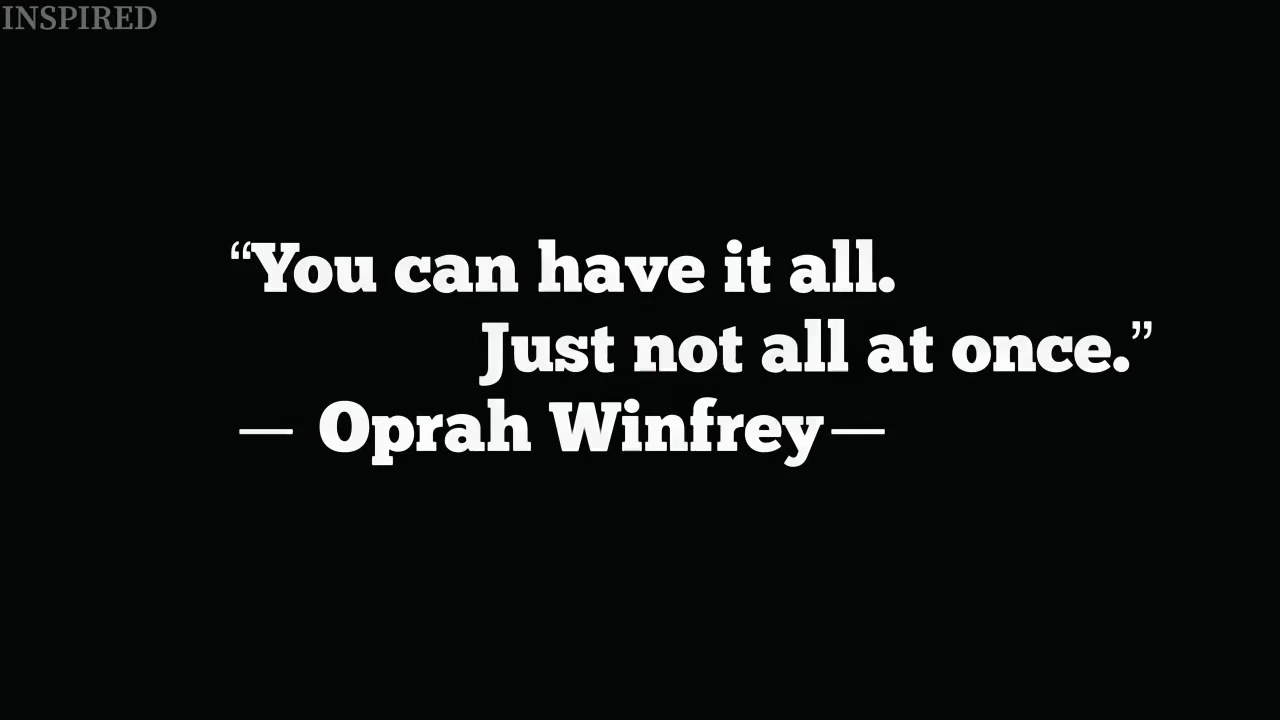 INSPIRED
“You can have it all.
Just not all at once.”
— Oprah Winfrey—